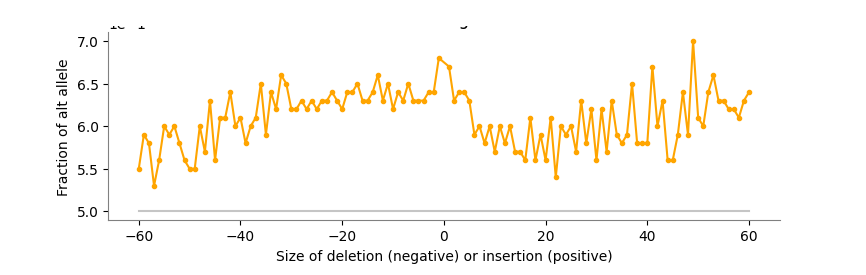 7.0
6.5
6.0
5.5
5.0
Fraction of alt allele
−60 −40 −20 0 20 40 60
Size of deletion (negative) or insertion (positive)